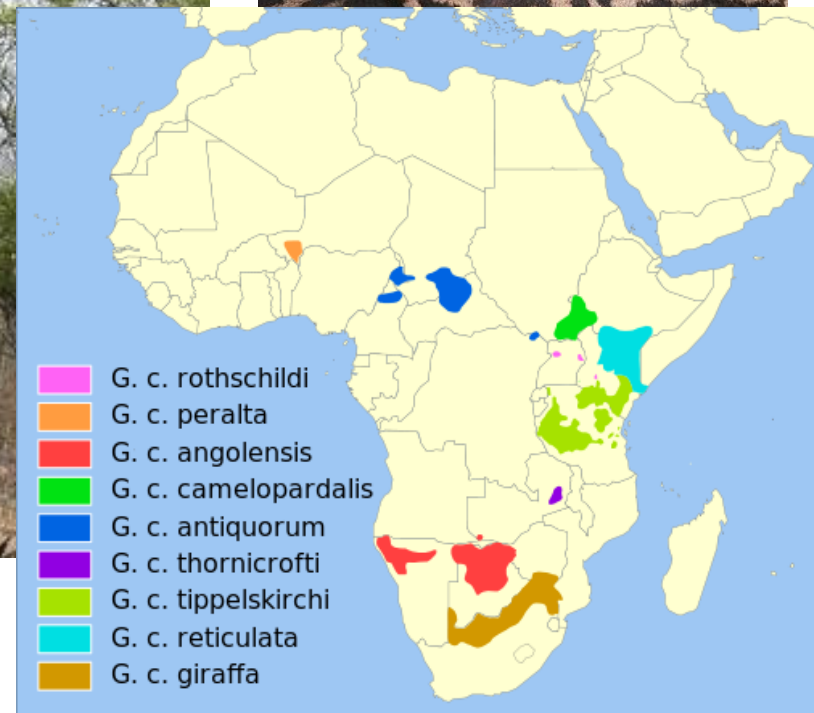 G. c. rothschildi
G. c. peralta
G. c. angolensis
G. c. camelopardalis
G. c. antiquorum
G. c. thornicrofti
G. c. tippelskirchi
G. c. reticulata
G. c. giraffa